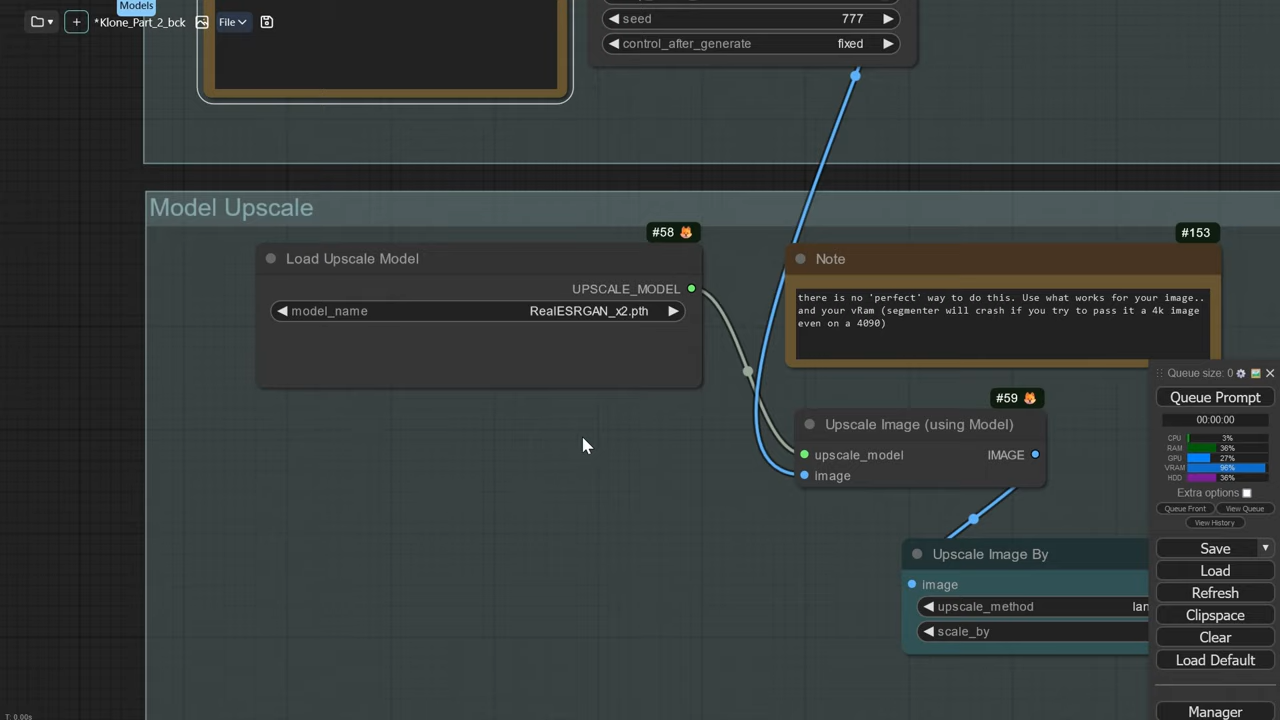 Models
*Klone_Part_2_bck
File
seed 777
control_after_generate fixed
Model Upscale
#58
#153
Load Upscale Model
Note
UPSCALE_MODEL
model_name RealESRGAN_x2.pth
there is no 'perfect' way to do this. Use what works for your image..
and your vRam (segmenter will crash if you try to pass it a 4k image
even on a 4090)
Queue size: 0
Queue Prompt
00:00:00
#59
Upscale Image (using Model)
CPU 3%
RAM 36%
GPU 27%
VRAM 96%
HDD 36%
upscale_model IMAGE
image
Extra options
Queue Front View Queue
View History
Upscale Image By
Save
image
Load
upscale_method lan
Refresh
Clipspace
scale_by
Clear
Load Default
Manager
T: 0.00s